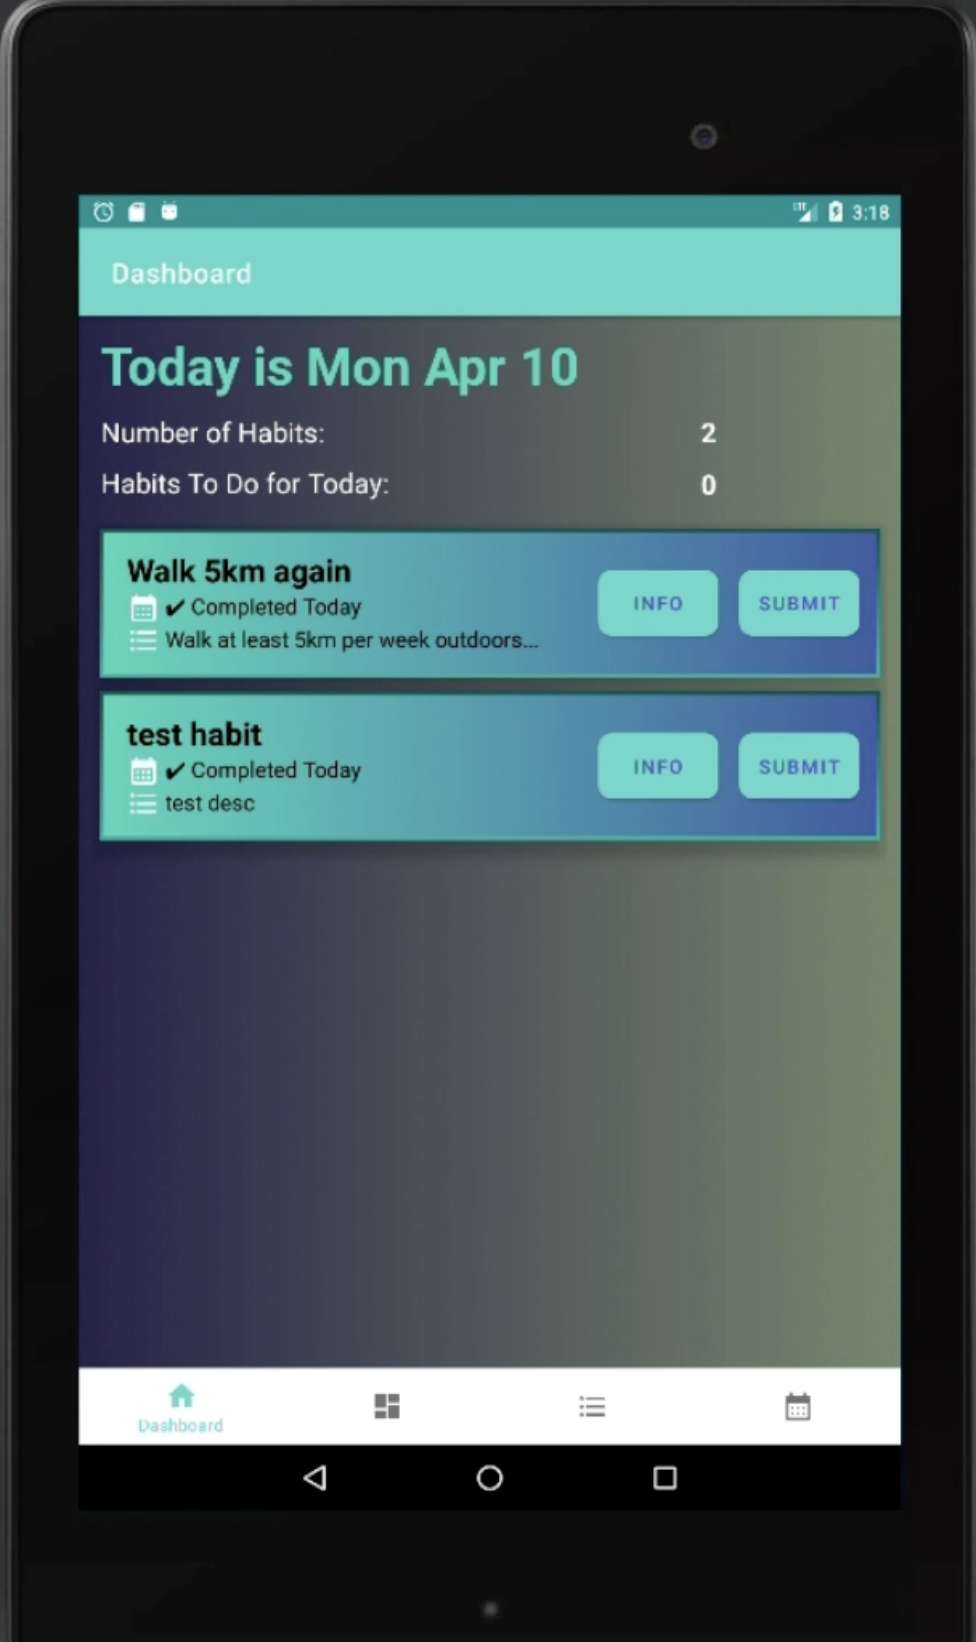 LTE 3:18
Dashboard
Today is Mon Apr 10
Number of Habits: 2
Habits To Do for Today: 0
Walk 5km again
✔ Completed Today
Walk at least 5km per week outdoors...
INFO SUBMIT
test habit
✔ Completed Today
test desc
INFO SUBMIT
Dashboard